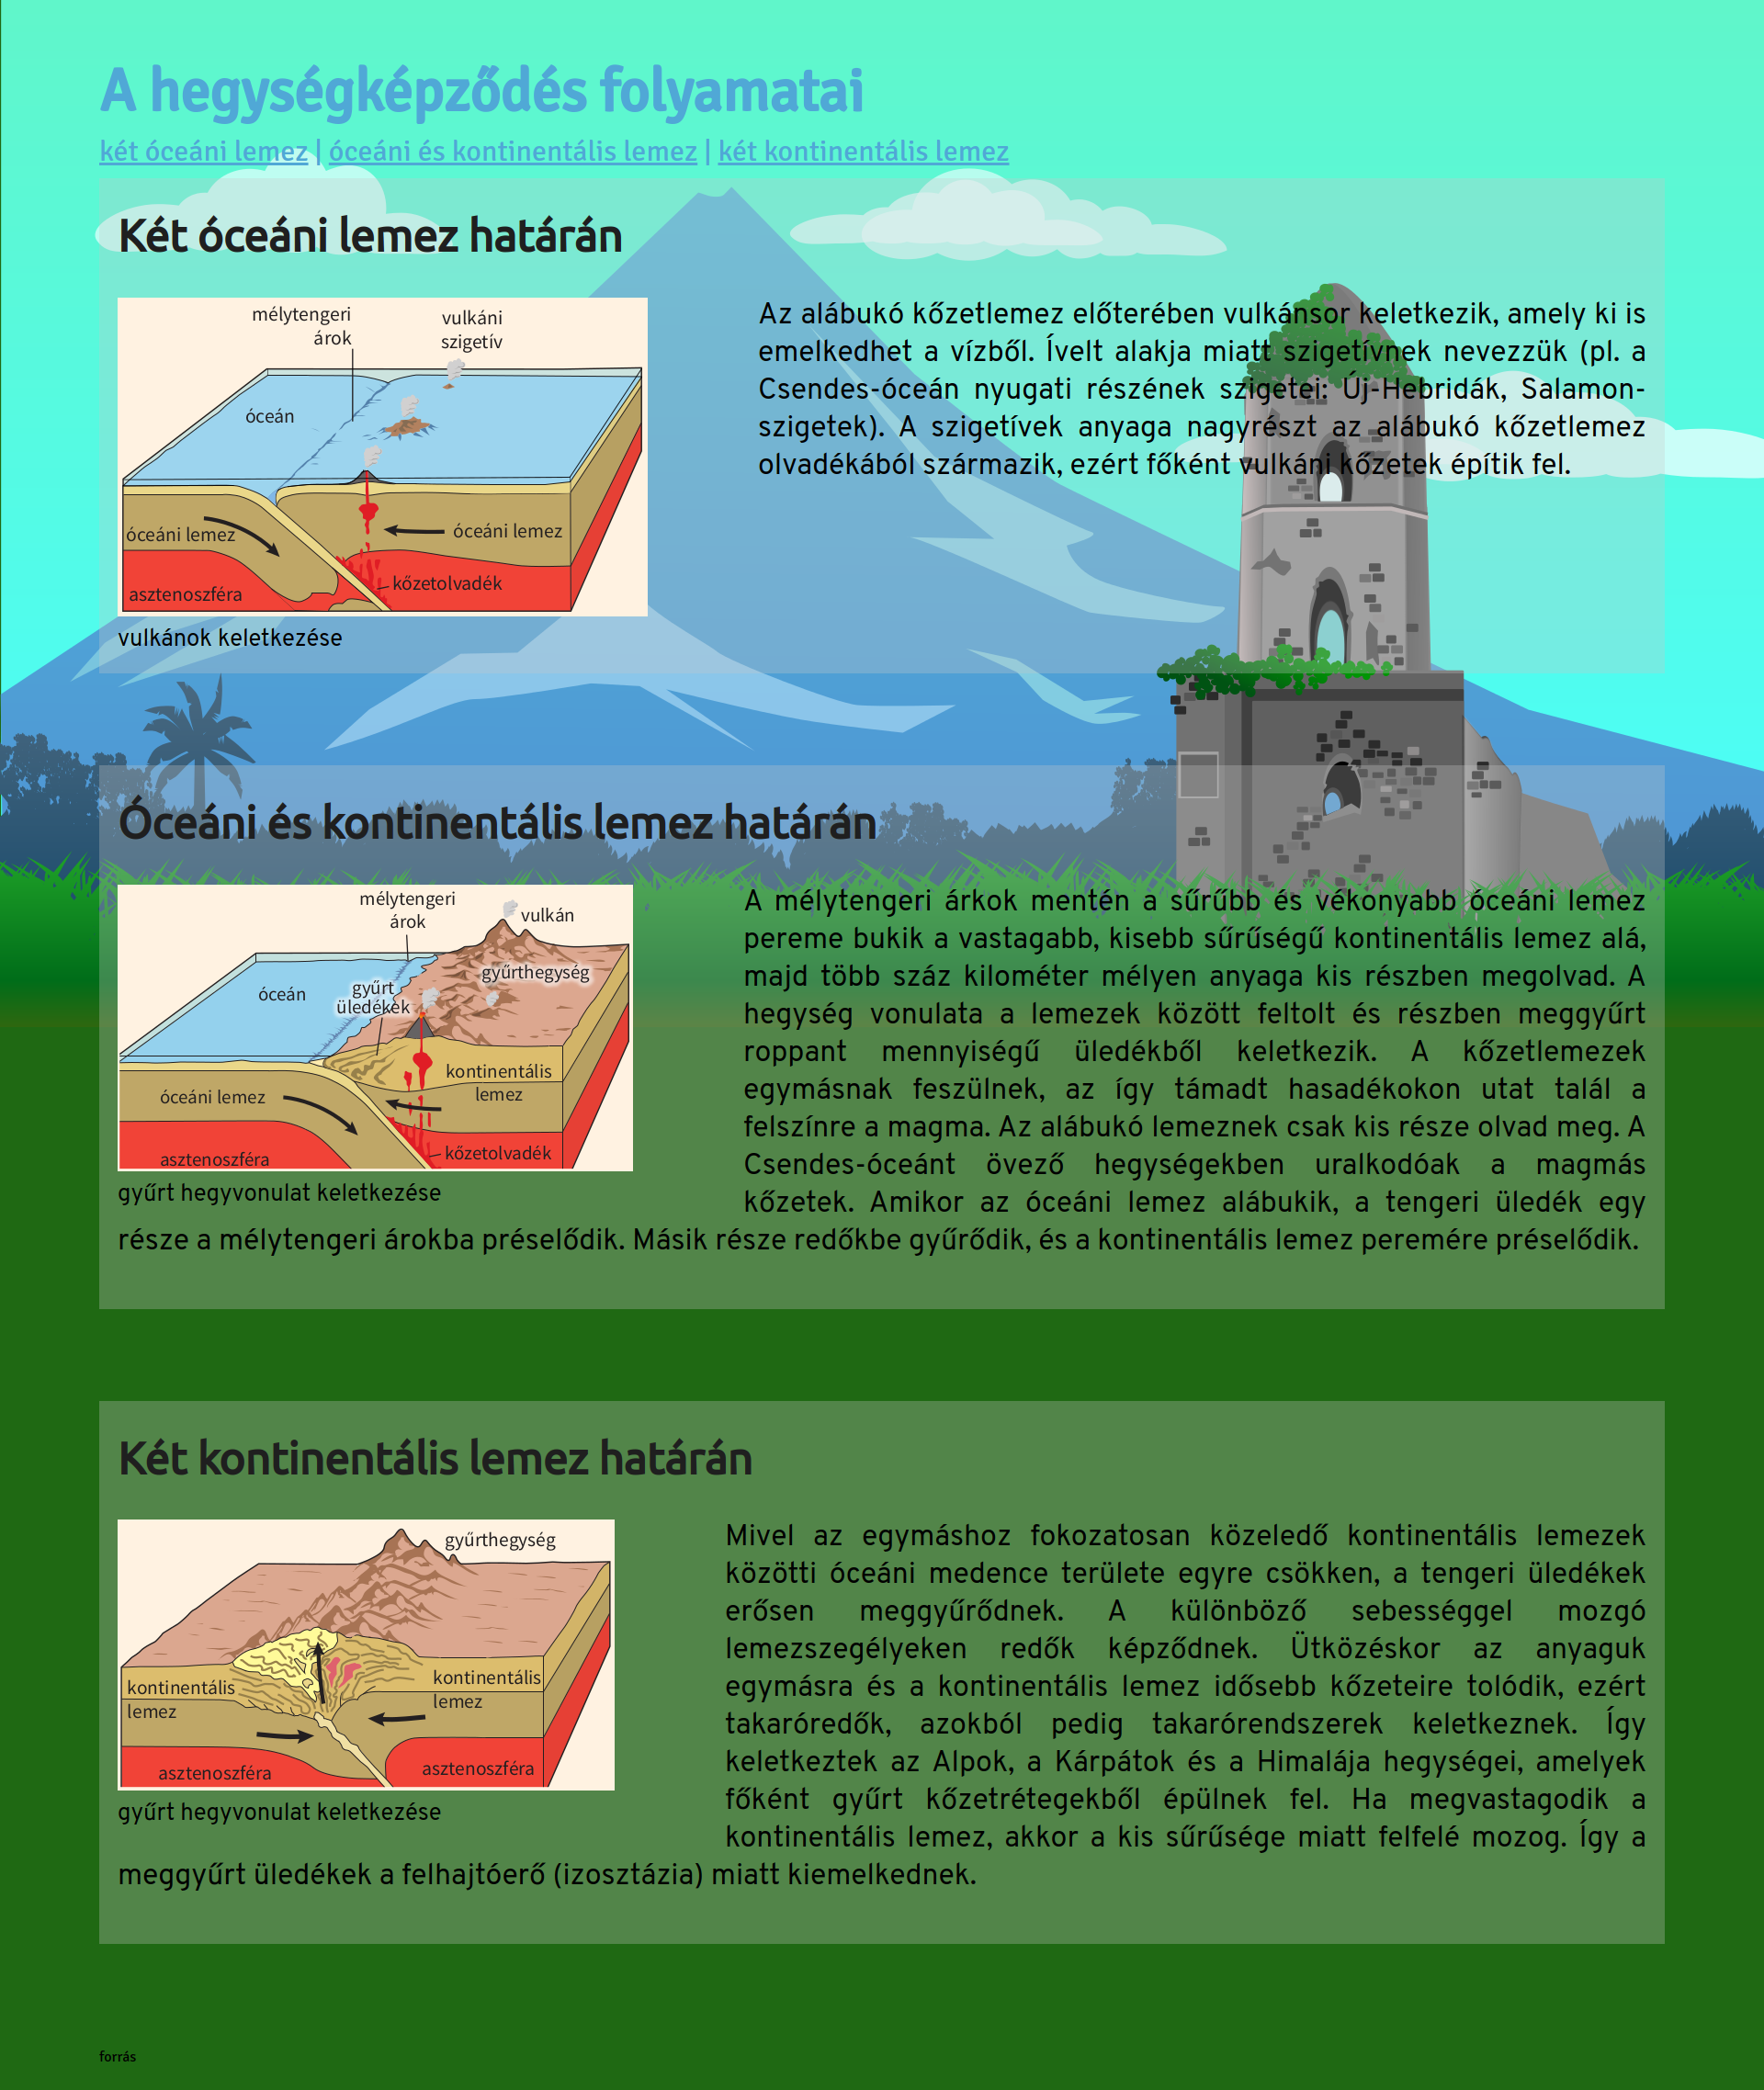 A hegységképződés folyamatai
két óceáni lemez | óceáni és kontinentális lemez | két kontinentális lemez
Két óceáni lemez határán
mélytengeri
árok
vulkáni
szigetív
óceán
óceáni lemez
óceáni lemez
kőzetolvadék
asztenoszféra
vulkánok keletkezése
Az alábukó kőzetlemez előterében vulkánsor keletkezik, amely ki is
emelkedhet a vízből. Ívelt alakja miatt szigetívnek nevezzük (pl. a
Csendes-óceán nyugati részének szigetei: Új-Hebridák, Salamon-
szigetek). A szigetívek anyaga nagyrészt az alábukó kőzetlemez
olvadékából származik, ezért főként vulkáni kőzetek építik fel.
Óceáni és kontinentális lemez határán
mélytengeri
árok
vulkán
gyűrthegység
óceán
gyűrt
üledékek
kontinentális
lemez
óceáni lemez
kőzetolvadék
asztenoszféra
gyűrt hegyvonulat keletkezése
A mélytengeri árkok mentén a sűrűbb és vékonyabb óceáni lemez
pereme bukik a vastagabb, kisebb sűrűségű kontinentális lemez alá,
majd több száz kilométer mélyen anyaga kis részben megolvad. A
hegység vonulata a lemezek között feltolt és részben meggyűrt
roppant mennyiségű üledékből keletkezik. A kőzetlemezek
egymásnak feszülnek, az így támadt hasadékokon utat talál a
felszínre a magma. Az alábukó lemeznek csak kis része olvad meg. A
Csendes-óceánt övező hegységekben uralkodóak a magmás
kőzetek. Amikor az óceáni lemez alábukik, a tengeri üledék egy
része a mélytengeri árokba préselődik. Másik része redőkbe gyűrődik, és a kontinentális lemez peremére préselődik.
Két kontinentális lemez határán
gyűrthegység
kontinentális
lemez
kontinentális
lemez
asztenoszféra
asztenoszféra
gyűrt hegyvonulat keletkezése
Mivel az egymáshoz fokozatosan közeledő kontinentális lemezek
közötti óceáni medence területe egyre csökken, a tengeri üledékek
erősen meggyűrődnek. A különböző sebességgel mozgó
lemezszegélyeken redők képződnek. Ütközéskor az anyaguk
egymásra és a kontinentális lemez idősebb kőzeteire tolódik, ezért
takaróredők, azokból pedig takarórendszerek keletkeznek. Így
keletkeztek az Alpok, a Kárpátok és a Himalája hegységei, amelyek
főként gyűrt kőzetrétegekből épülnek fel. Ha megvastagodik a
kontinentális lemez, akkor a kis sűrűsége miatt felfelé mozog. Így a
meggyűrt üledékek a felhajtóerő (izosztázia) miatt kiemelkednek.
forrás